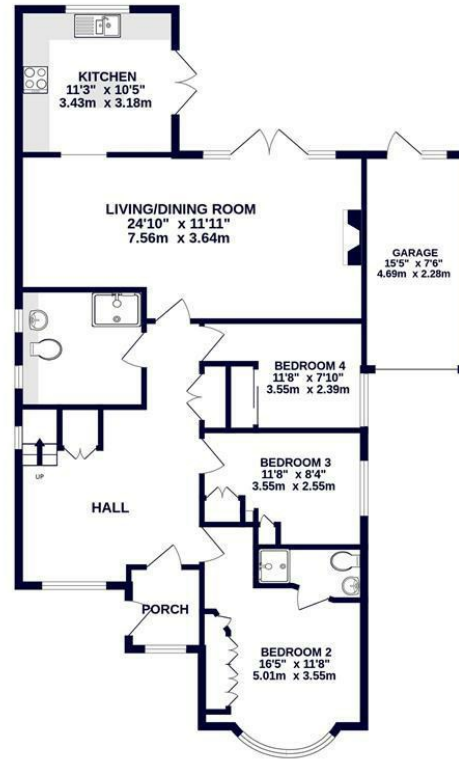 KITCHEN
11'3" x 10'5"
3.43m x 3.18m
LIVING/DINING ROOM
24'10" x 11'11"
7.56m x 3.64m
GARAGE
15'5" x 7'6"
4.69m x 2.28m
BEDROOM 4
11'8" x 7'10"
3.55m x 2.39m
BEDROOM 3
11'8" x 8'4"
3.55m x 2.55m
UP
HALL
PORCH
BEDROOM 2
16'5" x 11'8"
5.01m x 3.55m